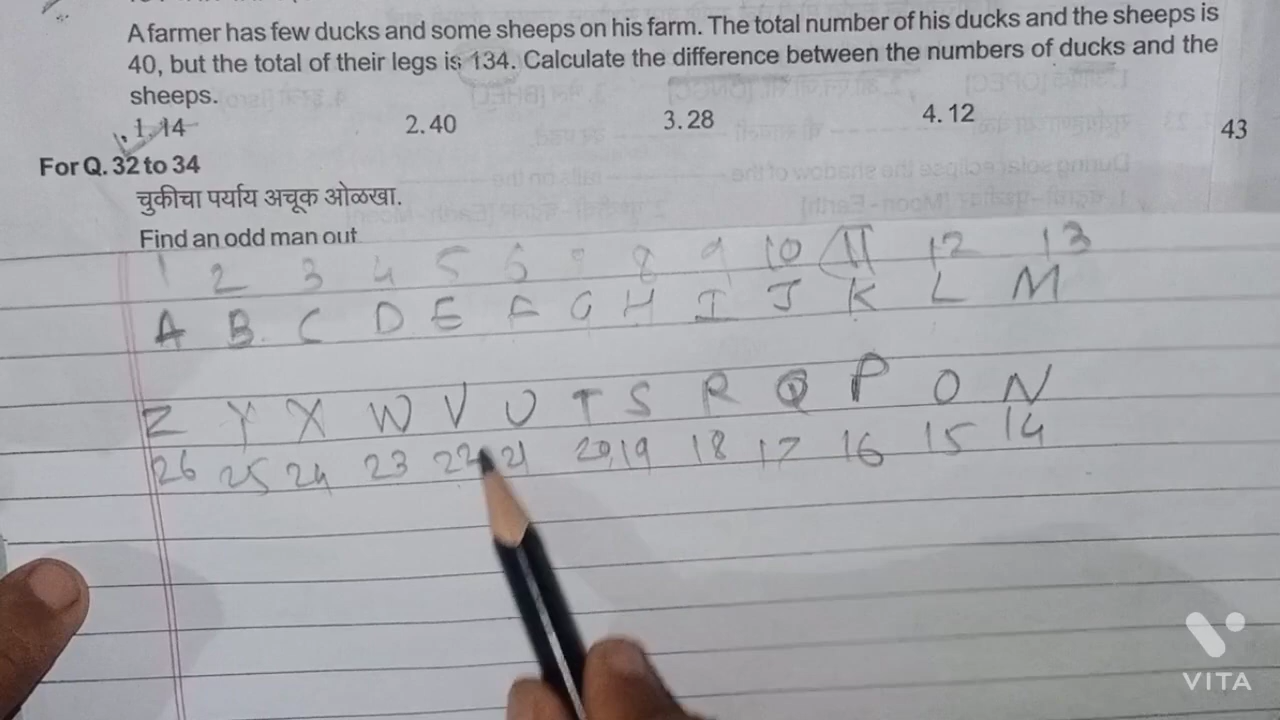 A farmer has few ducks and some sheeps on his farm. The total number of his ducks and the sheeps is
40, but the total of their legs is 134. Calculate the difference between the numbers of ducks and the
sheeps.
1. 14 2. 40 3. 28 4. 12
43
For Q. 32 to 34
चुकीचा पर्याय अचूक ओळखा.
Find an odd man out
1 2 3 4 5 6 8 9 10 11 12 13
A B C D E F G H I J K L M
Z Y X W V U T S R Q P O N
26 25 24 23 22 21 20 19 18 17 16 15 14
VITA